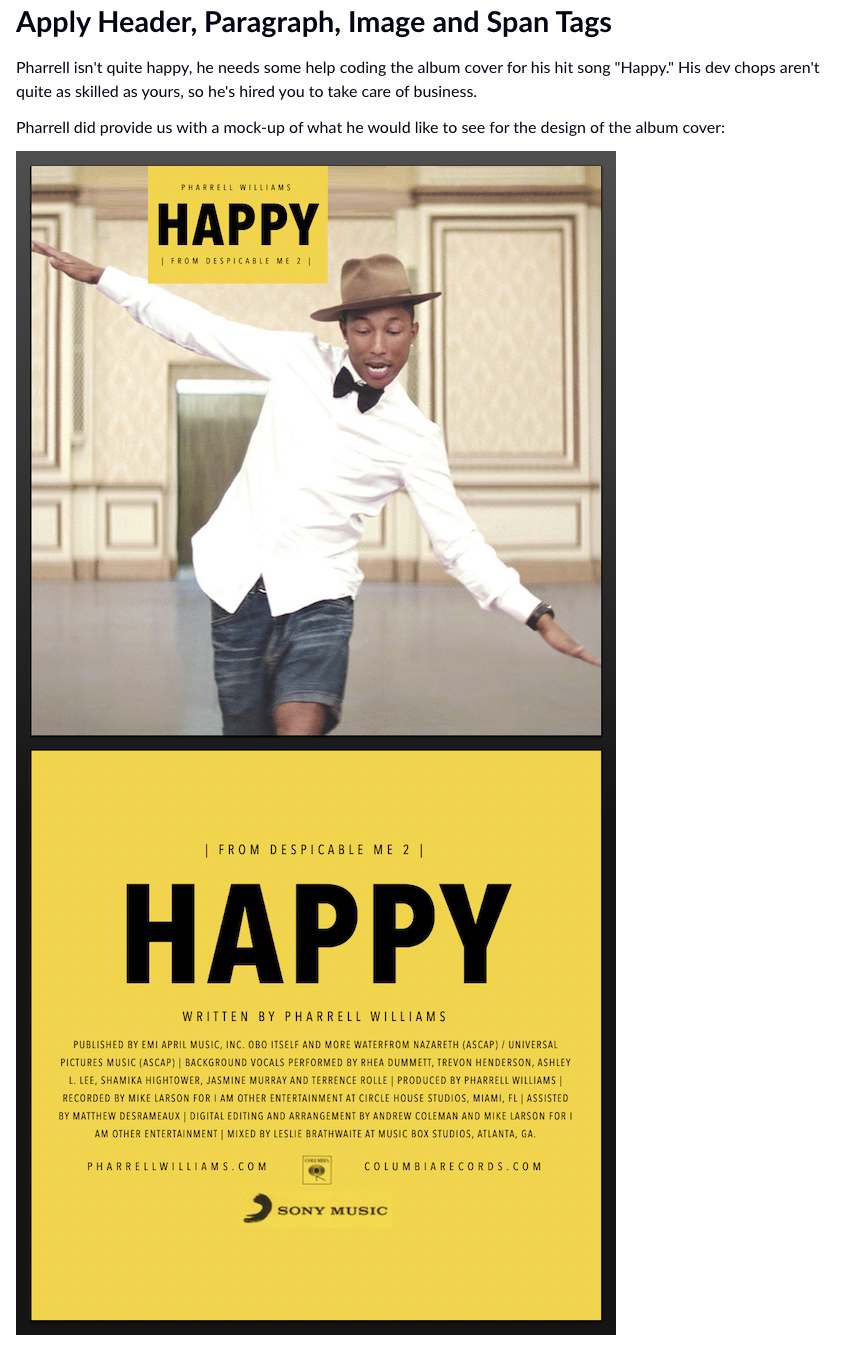 Apply Header, Paragraph, Image and Span Tags
Pharrell isn't quite happy, he needs some help coding the album cover for his hit song "Happy." His dev chops aren't
quite as skilled as yours, so he's hired you to take care of business.
Pharrell did provide us with a mock-up of what he would like to see for the design of the album cover:
PHARRELL WILLIAMS
HAPPY
| FROM DESPICABLE ME 2 |
| FROM DESPICABLE ME 2 |
HAPPY
WRITTEN BY PHARRELL WILLIAMS
PUBLISHED BY EMI APRIL MUSIC, INC. OBO ITSELF AND MORE WATERFROM NAZARETH (ASCAP) / UNIVERSAL
PICTURES MUSIC (ASCAP) | BACKGROUND VOCALS PERFORMED BY RHEA DUMMETT, TREVON HENDERSON, ASHLEY
L. LEE, SHAMIKA HIGHTOWER, JASMINE MURRAY AND TERRENCE ROLLE | PRODUCED BY PHARRELL WILLIAMS |
RECORDED BY MIKE LARSON FOR I AM OTHER ENTERTAINMENT AT CIRCLE HOUSE STUDIOS, MIAMI, FL | ASSISTED
BY MATTHEW DESRAMEAUX | DIGITAL EDITING AND ARRANGEMENT BY ANDREW COLEMAN AND MIKE LARSON FOR I
AM OTHER ENTERTAINMENT | MIXED BY LESLIE BRATHWAITE AT MUSIC BOX STUDIOS, ATLANTA, GA.
PHARRELLWILLIAMS.COM COLUMBIA COLUMBIARECORDS.COM
SONY MUSIC